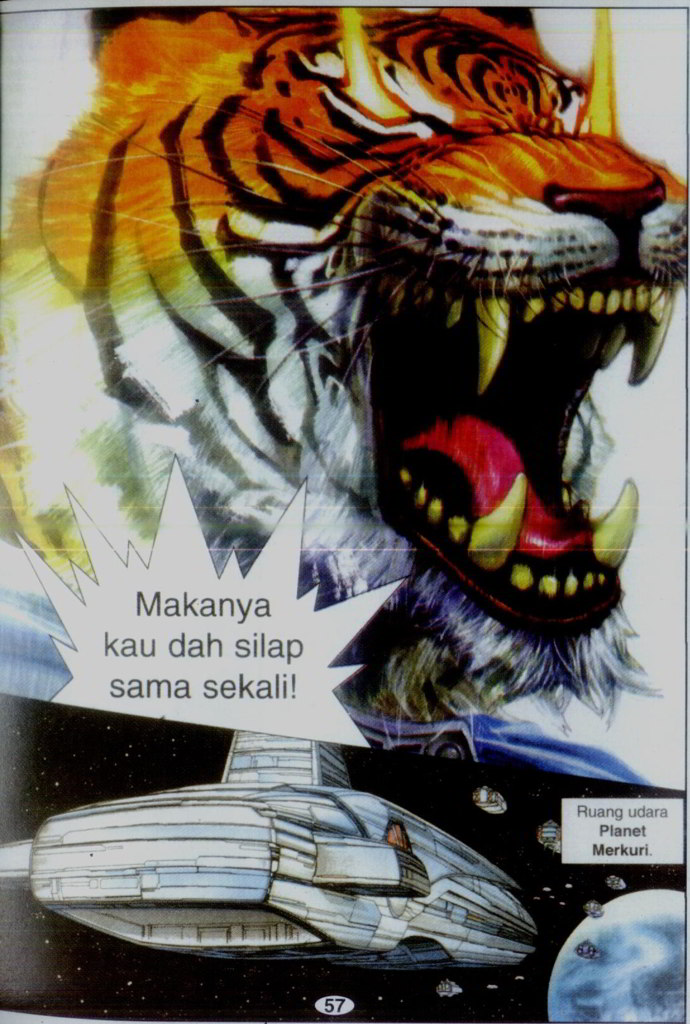 Makanya
kau dah silap
sama sekali!
Ruang udara
Planet
Merkuri.
57